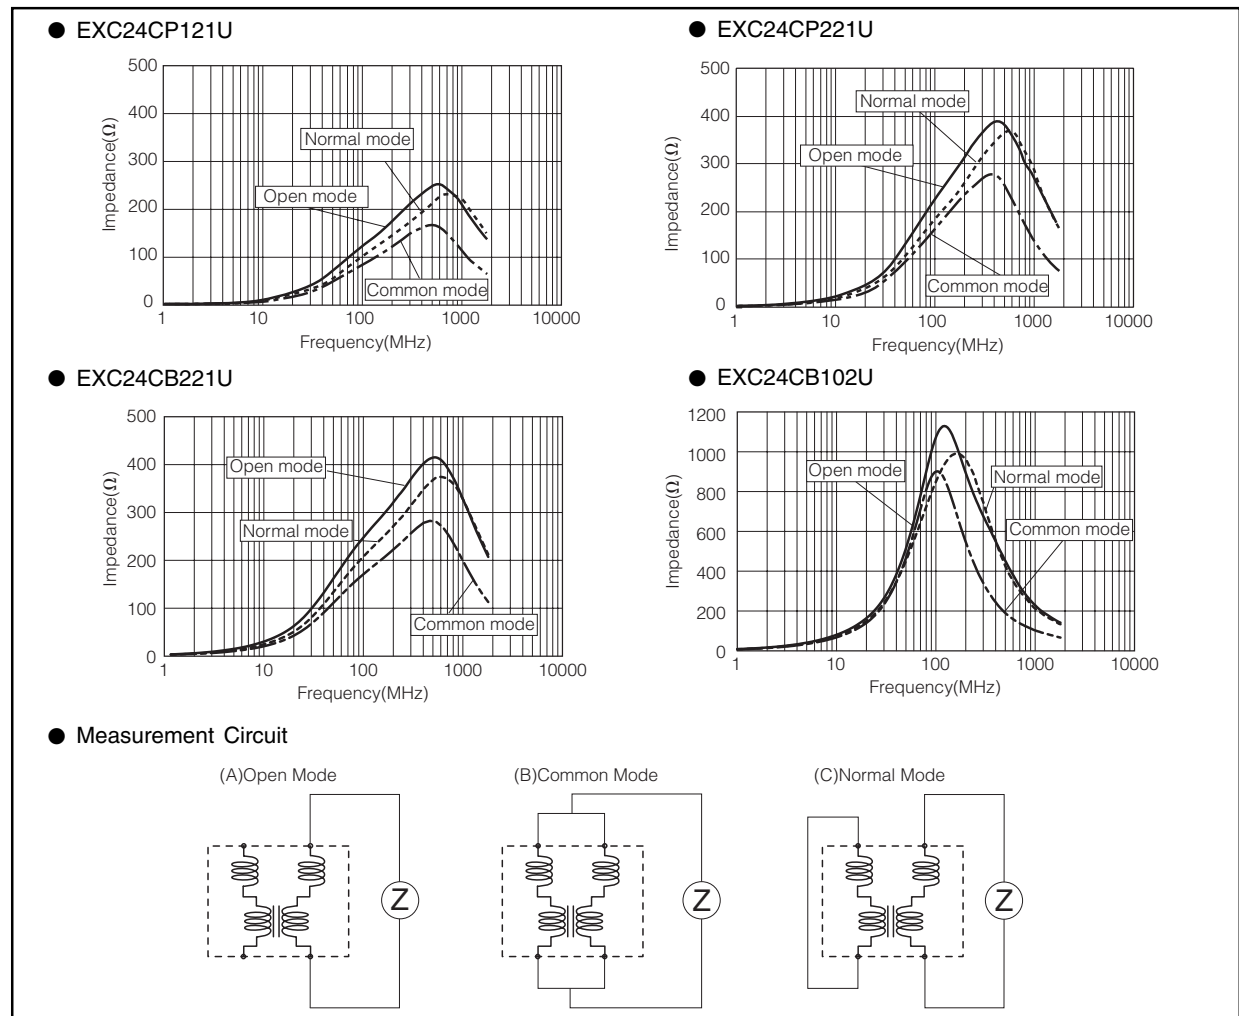 ● EXC24CP121U
500
400
300
200
100
0
Impedance(Ω)
Normal mode
Open mode
Common mode
1 10 100 1000 10000
Frequency(MHz)
● EXC24CP221U
500
400
300
200
100
0
Impedance(Ω)
Normal mode
Open mode
Common mode
1 10 100 1000 10000
Frequency(MHz)
● EXC24CB221U
500
400
300
200
100
0
Impedance(Ω)
Open mode
Normal mode
Common mode
1 10 100 1000 10000
Frequency(MHz)
● EXC24CB102U
1200
1000
800
600
400
200
0
Impedance(Ω)
Open mode
Normal mode
Common mode
1 10 100 1000 10000
Frequency(MHz)
● Measurement Circuit
(A)Open Mode
Z
(B)Common Mode
Z
(C)Normal Mode
Z